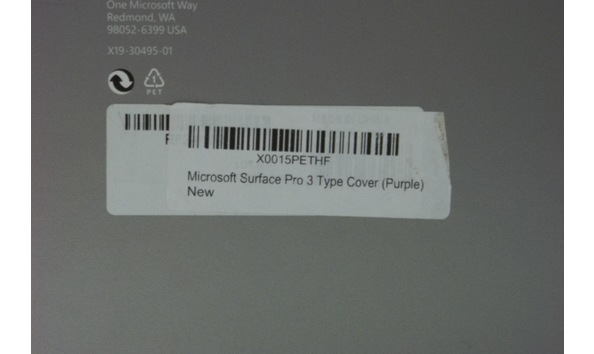 One Microsoft Way
Redmond, WA
98052-6399 USA
X19-30495-01
1
PET
X0015PETHF
Microsoft Surface Pro 3 Type Cover (Purple)
New